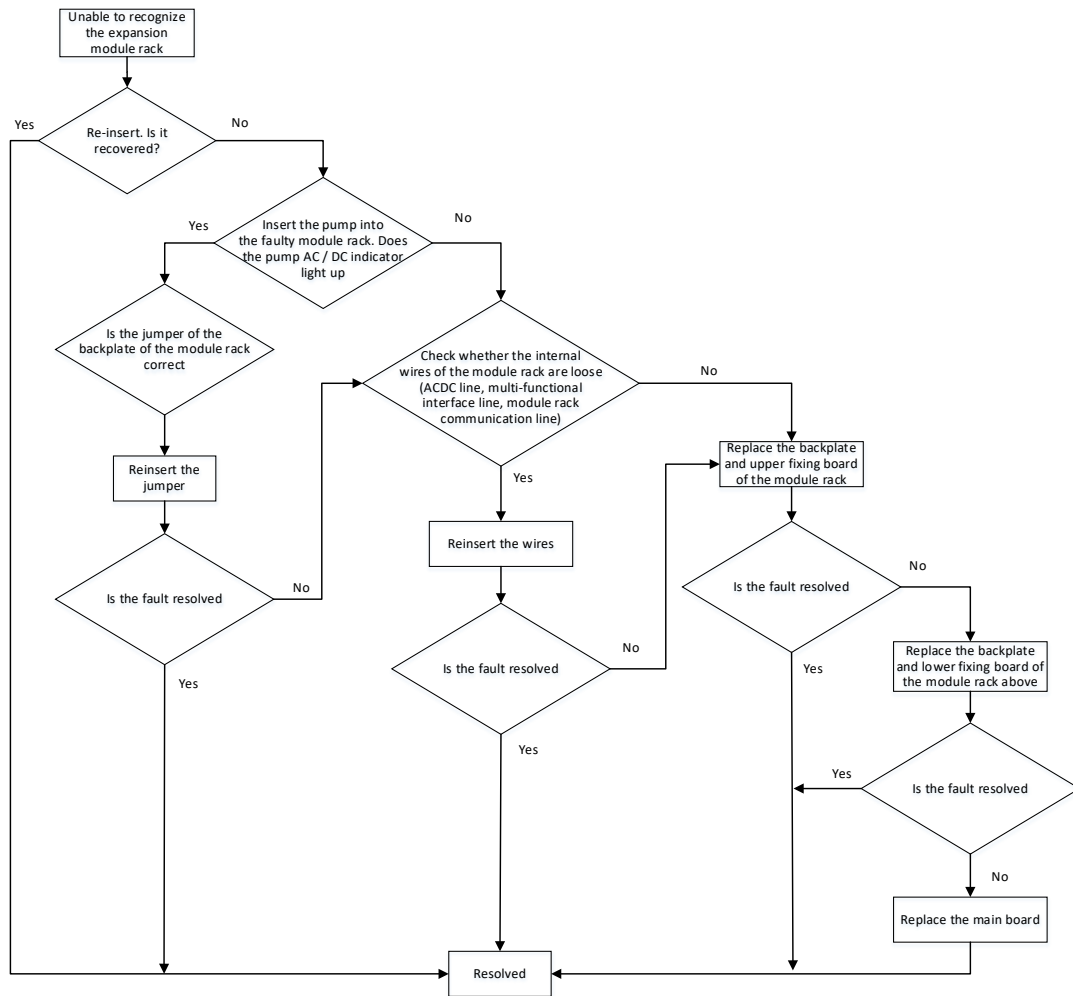 Unable to recognize
the expansion
module rack
Yes
No
Re-insert. Is it
recovered?
Yes
No
Insert the pump into
the faulty module rack. Does
the pump AC / DC indicator
light up
Is the jumper of the
backplate of the module rack
correct
Check whether the internal
wires of the module rack are loose
(ACDC line, multi-functional
interface line, module rack
communication line)
No
Reinsert the
jumper
Yes
Replace the backplate
and upper fixing board
of the module rack
Reinsert the wires
Is the fault resolved
No
Is the fault resolved
No
Yes
Is the fault resolved
No
Yes
Replace the backplate
and lower fixing board of
the module rack above
Yes
Yes
Is the fault resolved
No
Replace the main board
Resolved